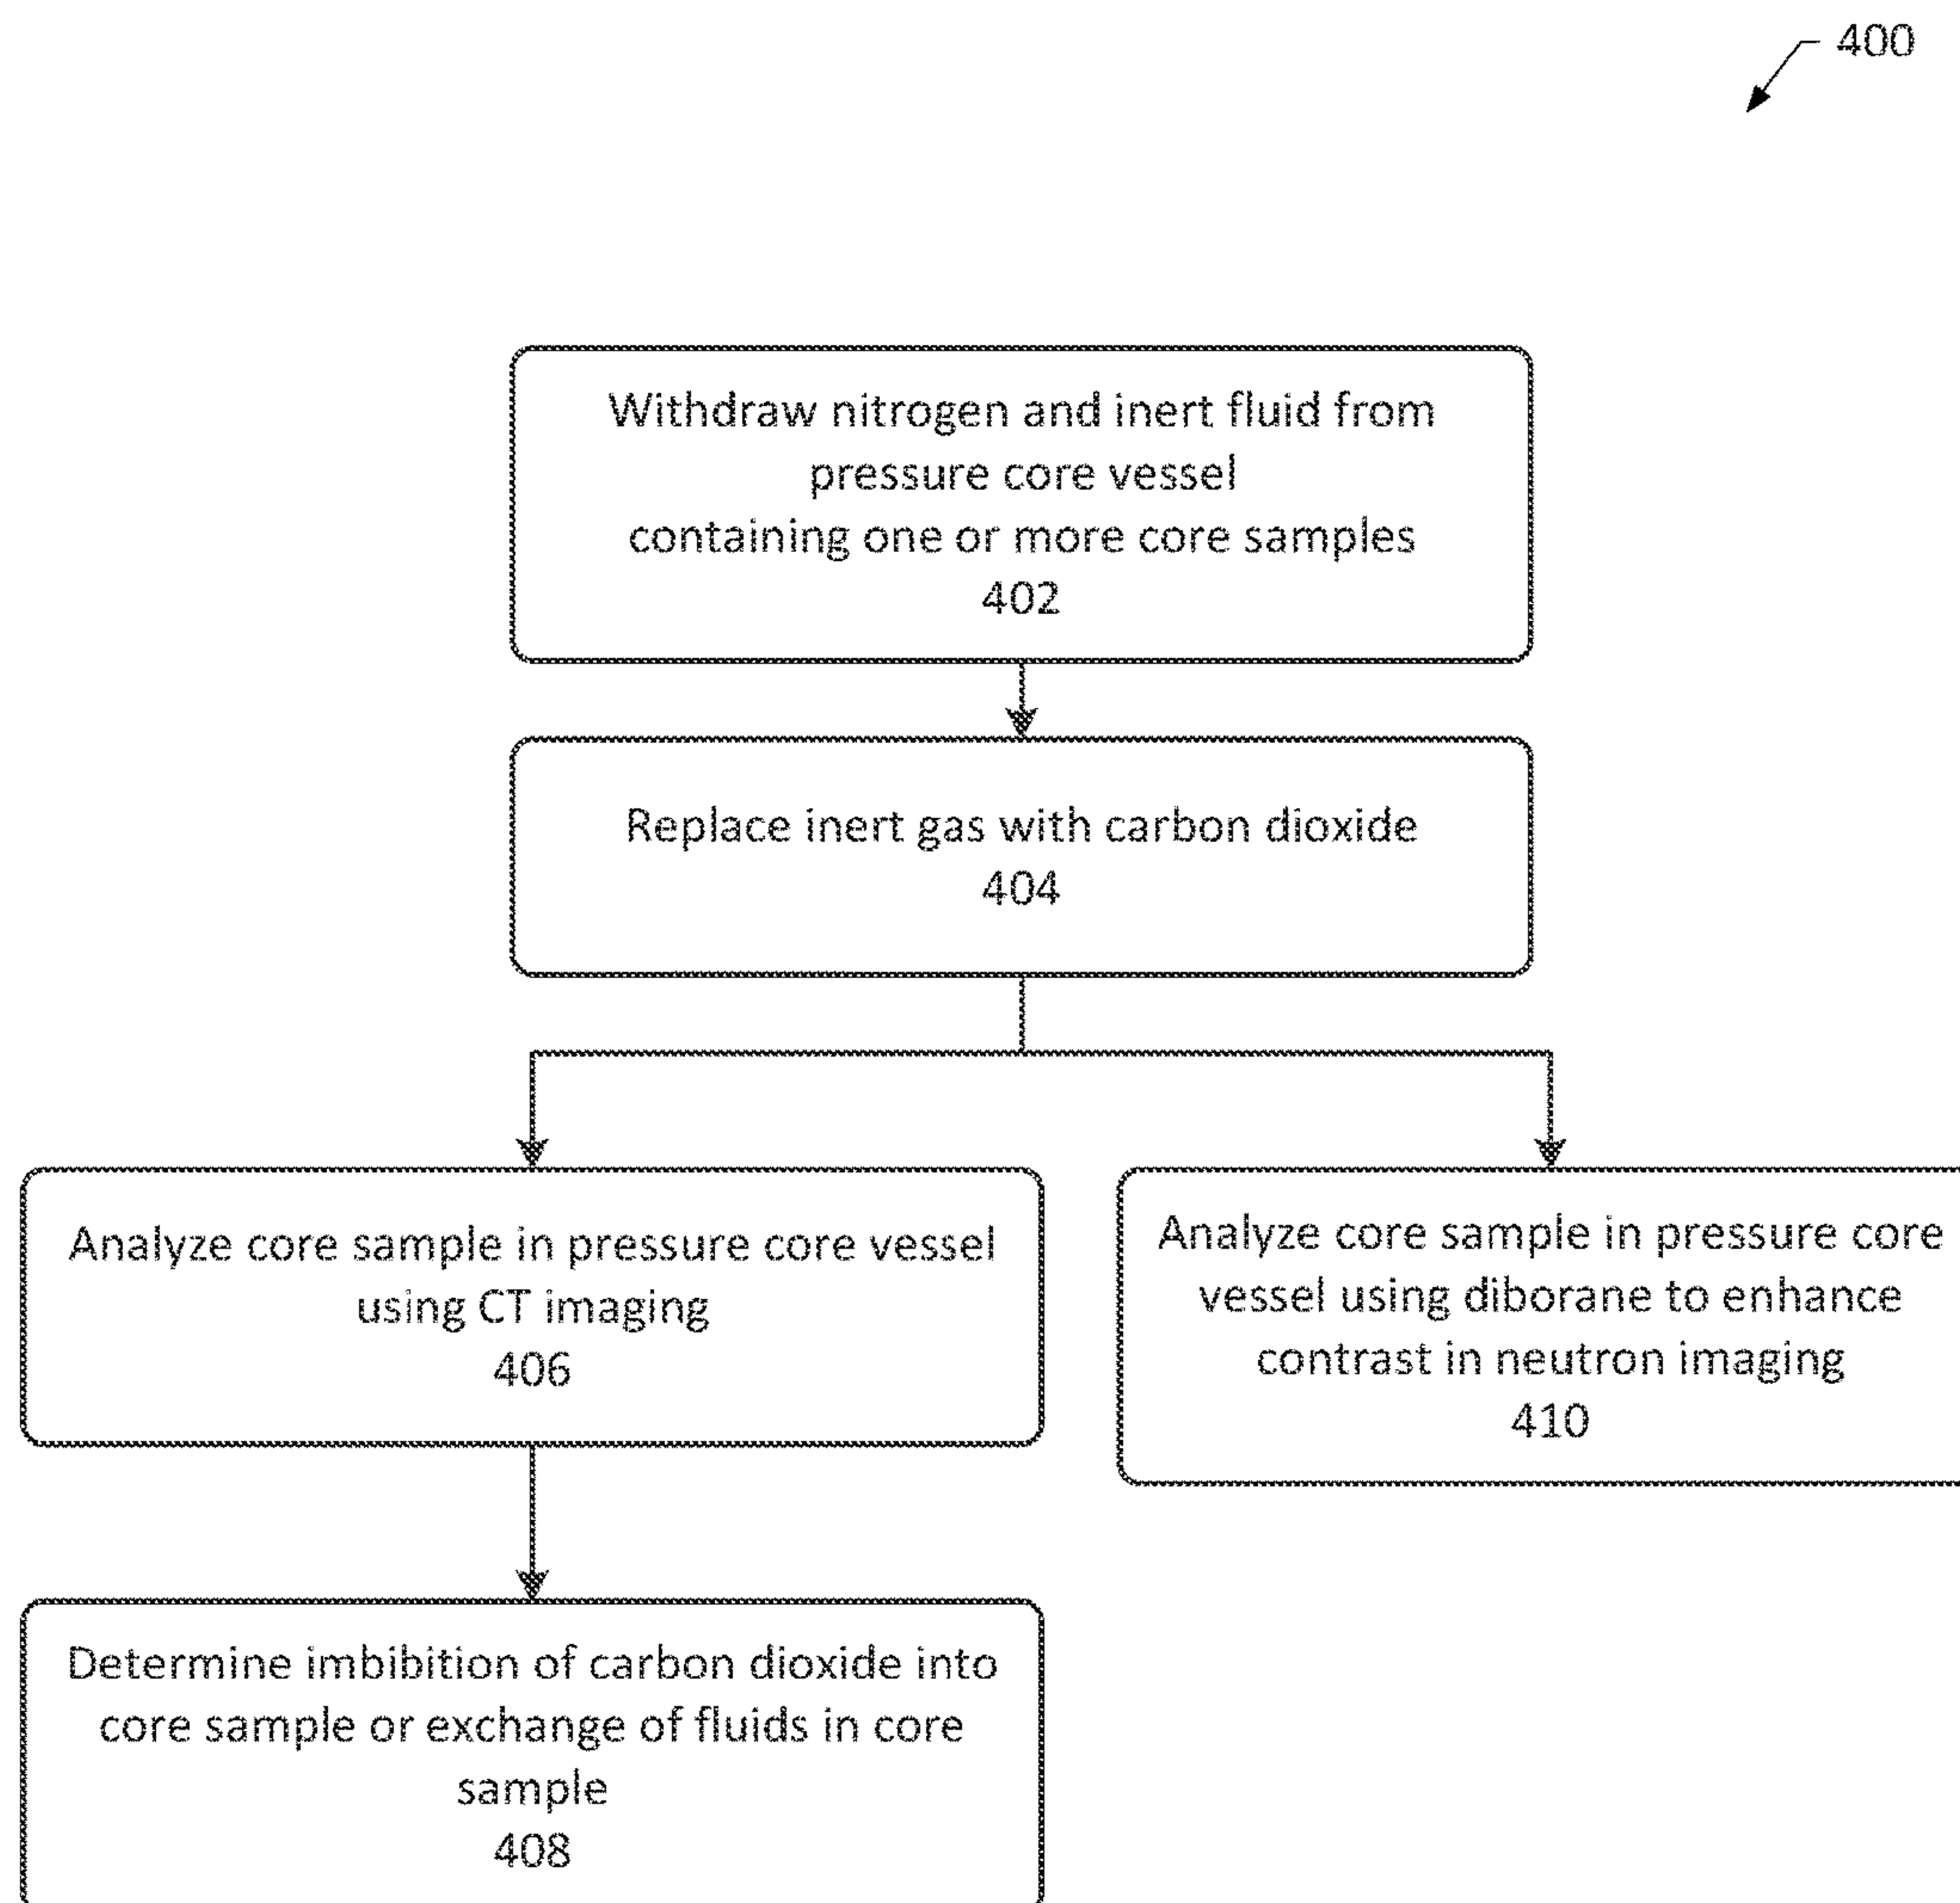 400
Withdraw nitrogen and inert fluid from
pressure core vessel
containing one or more core samples
402
Replace inert gas with carbon dioxide
404
Analyze core sample in pressure core vessel
using CT imaging
406
Analyze core sample in pressure core
vessel using diborane to enhance
contrast in neutron imaging
410
Determine imbibition of carbon dioxide into
core sample or exchange of fluids in core
sample
408